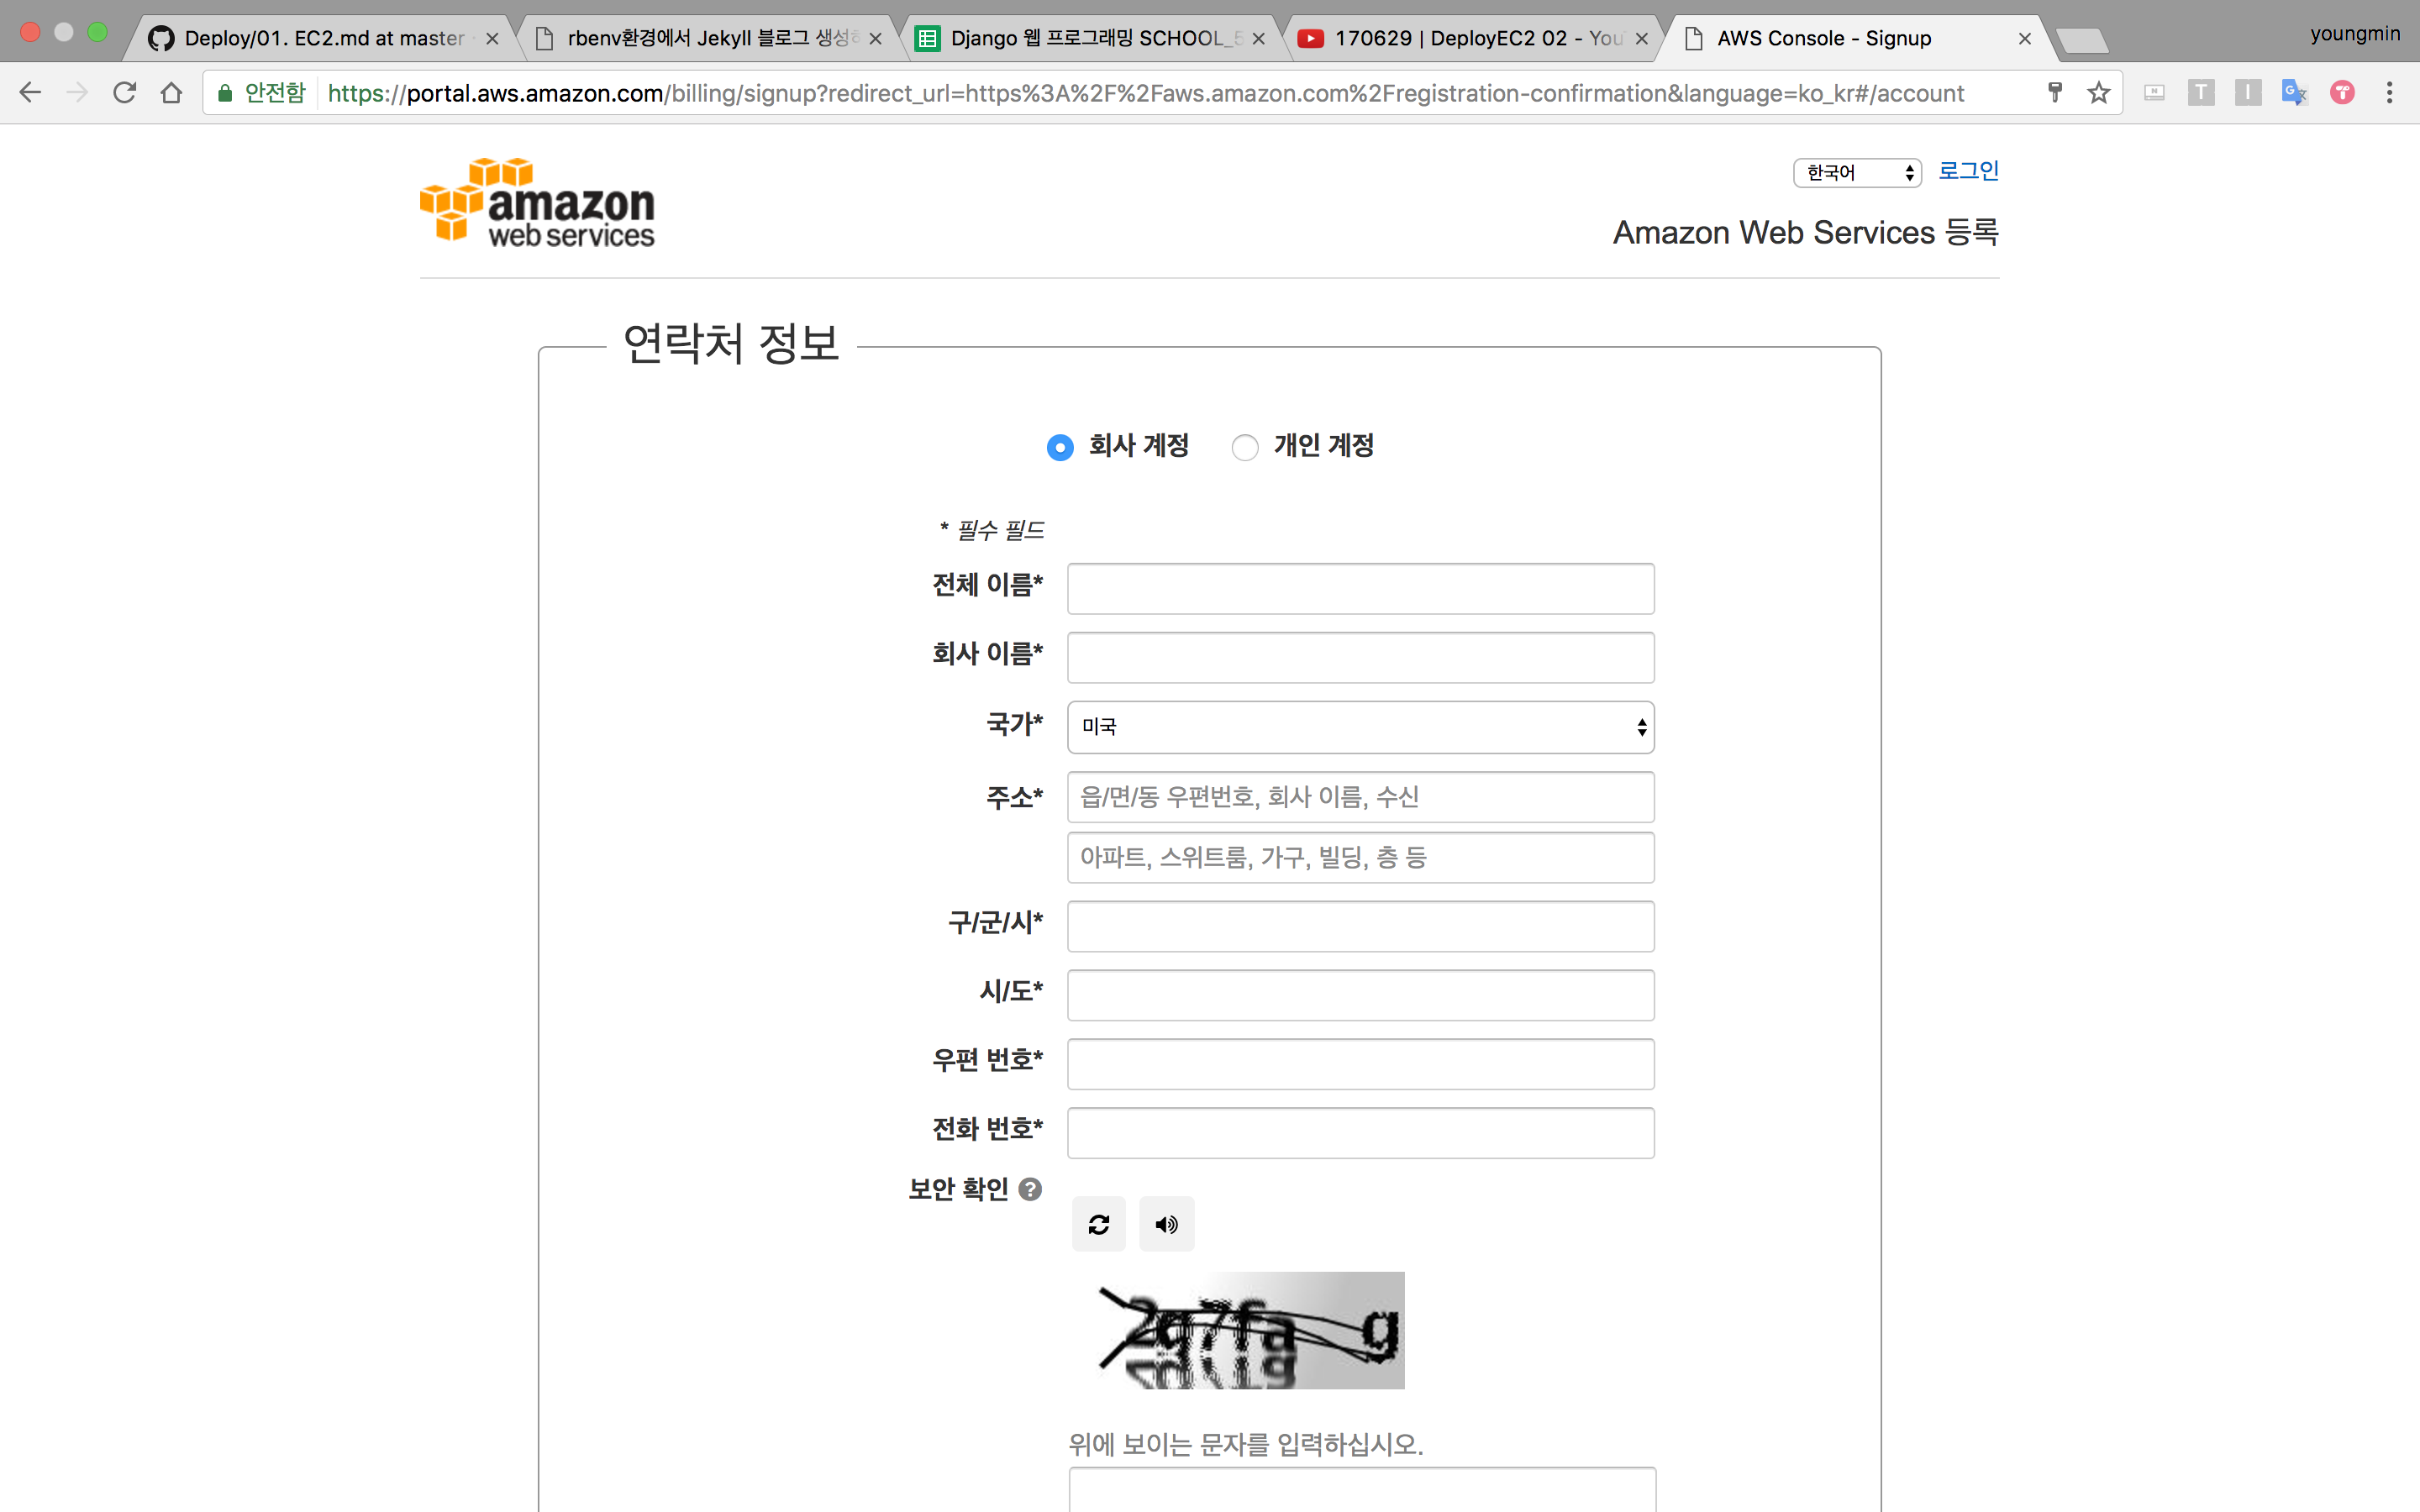 Deploy/01. EC2.md at master
rbenv환경에서 Jekyll 블로그 생성하
Django 웹 프로그래밍 SCHOOL_5
170629 | DeployEC2 02 - You
AWS Console - Signup
youngmin
안전함
https://portal.aws.amazon.com/billing/signup?redirect_url=https%3A%2F%2Faws.amazon.com%2Fregistration-confirmation&language=ko_kr#/account
amazon
web services
한국어
로그인
Amazon Web Services 등록
연락처 정보
회사 계정
개인 계정
* 필수 필드
전체 이름*
회사 이름*
국가*
미국
주소*
읍/면/동 우편번호, 회사 이름, 수신
아파트, 스위트룸, 가구, 빌딩, 층 등
구/군/시*
시/도*
우편 번호*
전화 번호*
보안 확인
위에 보이는 문자를 입력하십시오.